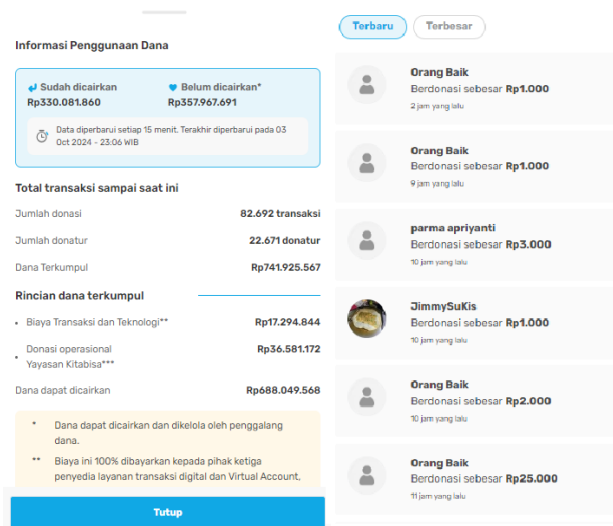 Informasi Penggunaan Dana
Sudah dicairkan
Rp330.081.860
Belum dicairkan*
Rp357.967.691
Data diperbarui setiap 15 menit. Terakhir diperbarui pada 03
Oct 2024 - 23:06 WIB
Total transaksi sampai saat ini
Jumlah donasi 82.692 transaksi
Jumlah donatur 22.671 donatur
Dana Terkumpul Rp741.925.567
Rincian dana terkumpul
• Biaya Transaksi dan Teknologi** Rp17.294.844
• Donasi operasional Rp36.581.172
Yayasan Kitabisa***
Dana dapat dicairkan Rp688.049.568
* Dana dapat dicairkan dan dikelola oleh penggalang
dana.
** Biaya ini 100% dibayarkan kepada pihak ketiga
penyedia layanan transaksi digital dan Virtual Account,
Tutup
Terbaru
Terbesar
Orang Baik
Berdonasi sebesar Rp1.000
2 jam yang lalu
Orang Baik
Berdonasi sebesar Rp1.000
9 jam yang lalu
parma apriyanti
Berdonasi sebesar Rp3.000
10 jam yang lalu
JimmySuKis
Berdonasi sebesar Rp1.000
10 jam yang lalu
Orang Baik
Berdonasi sebesar Rp2.000
10 jam yang lalu
Orang Baik
Berdonasi sebesar Rp25.000
11 jam yang lalu